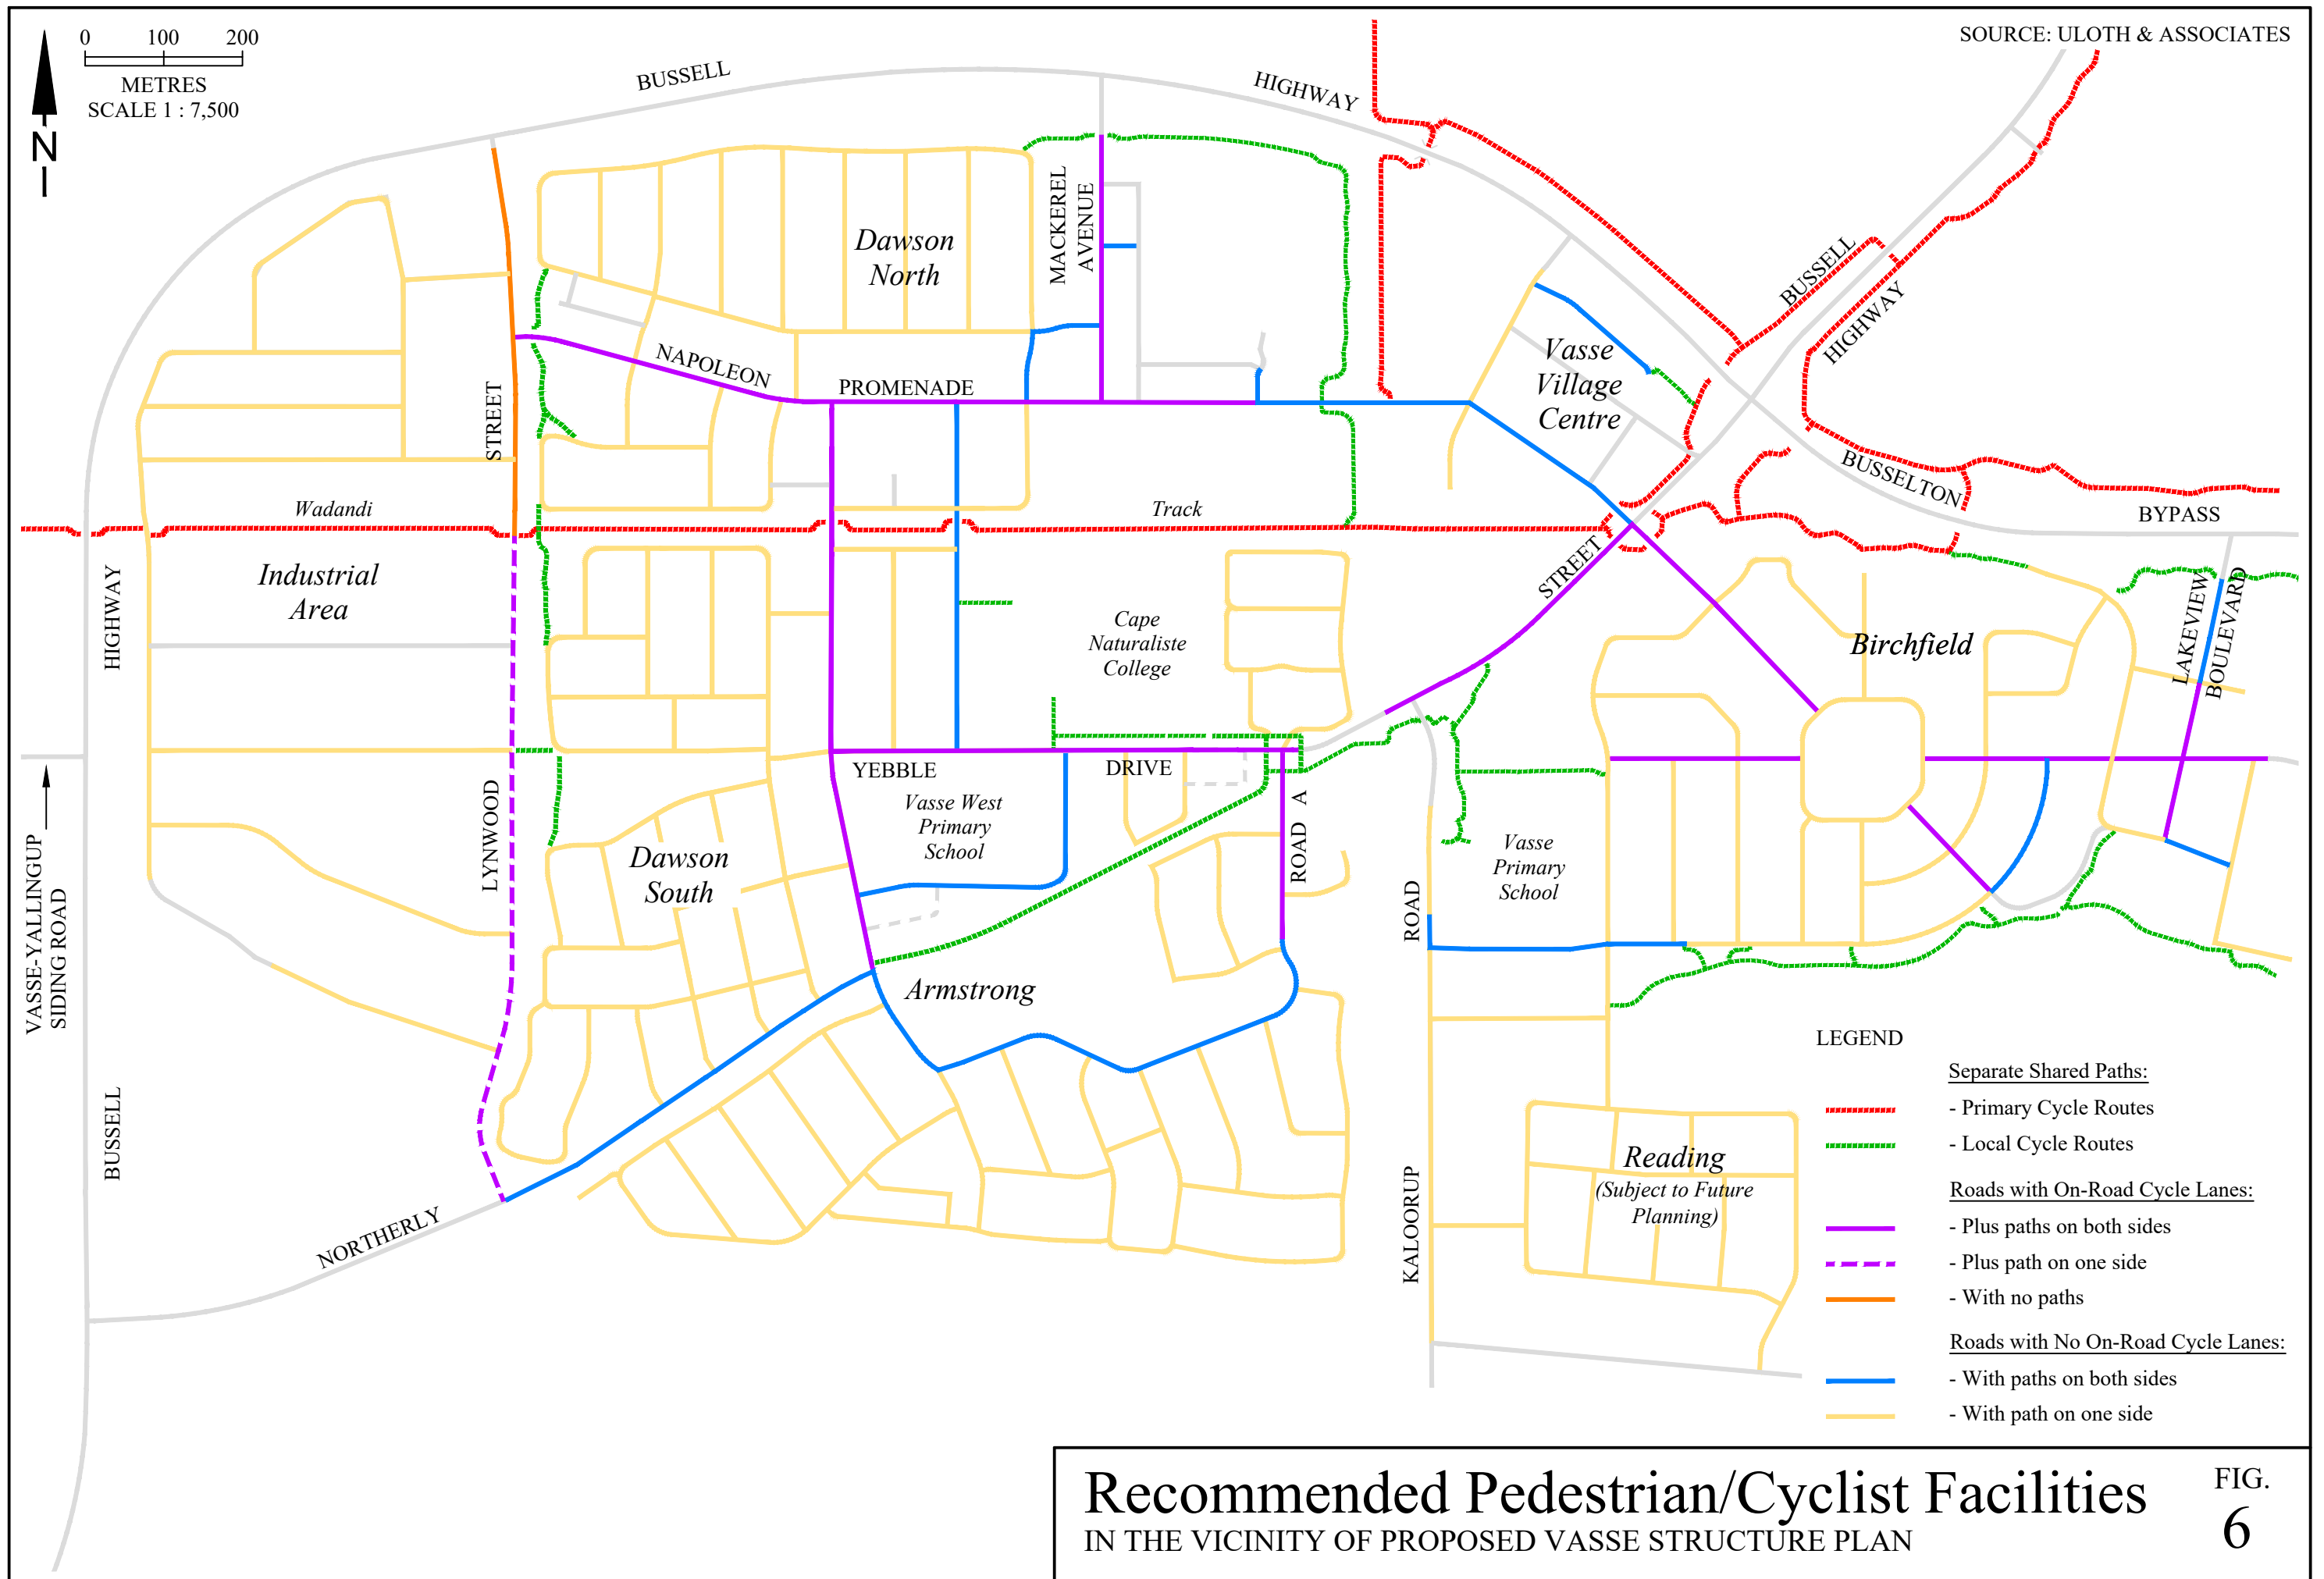 0 100 200
METRES
SCALE 1 : 7,500
N
SOURCE: ULOTH & ASSOCIATES
BUSSELL
HIGHWAY
MACKEREL
AVENUE
Dawson
North
BUSSELL
HIGHWAY
Vasse
Village
Centre
NAPOLEON
PROMENADE
STREET
BUSSELTON
BYPASS
Wadandi
Track
STREET
Industrial
Area
HIGHWAY
Cape
Naturaliste
College
Birchfield
LAKEVIEW
BOULEVARD
YEBBLE
DRIVE
Vasse West
Primary
School
ROAD A
LYNWOOD
Dawson
South
Vasse
Primary
School
VASSE-YALLINGUP
SIDING ROAD
ROAD
Armstrong
BUSSELL
NORTHERLY
KALOORUP
Reading
(Subject to Future
Planning)
LEGEND
Separate Shared Paths:
- Primary Cycle Routes
- Local Cycle Routes
Roads with On-Road Cycle Lanes:
- Plus paths on both sides
- Plus path on one side
- With no paths
Roads with No On-Road Cycle Lanes:
- With paths on both sides
- With path on one side
Recommended Pedestrian/Cyclist Facilities
IN THE VICINITY OF PROPOSED VASSE STRUCTURE PLAN
FIG.
6